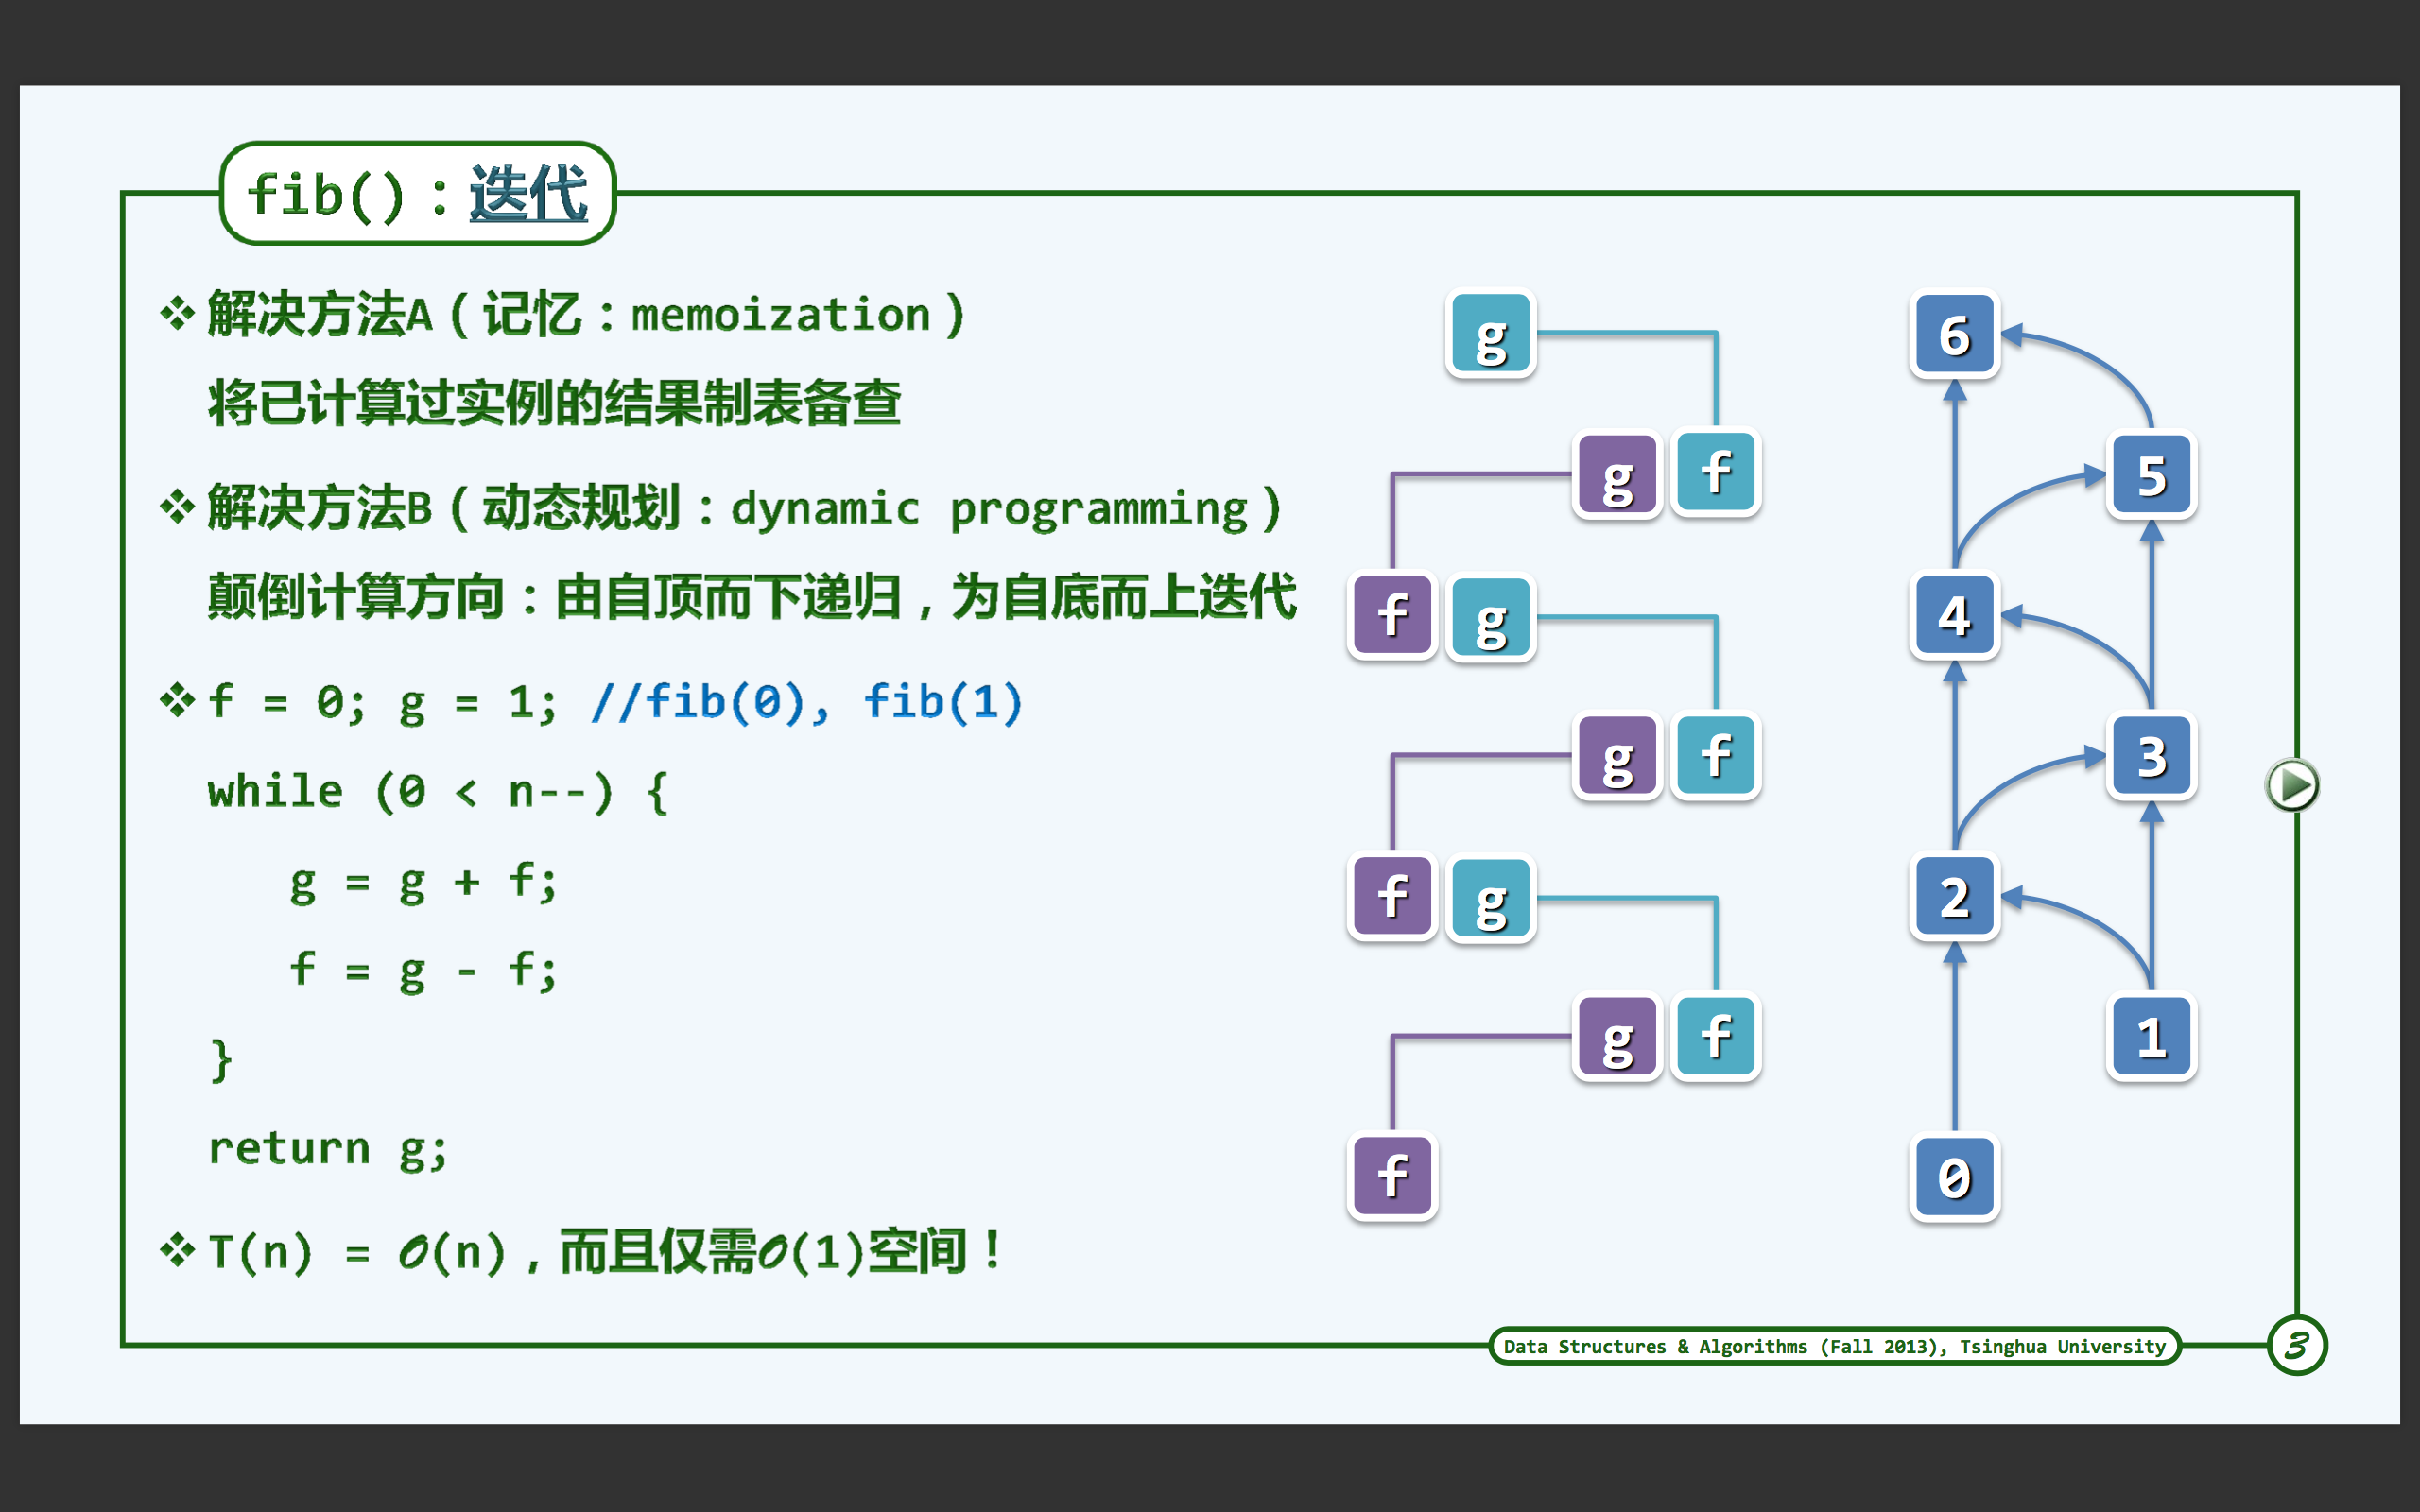 fib()：迭代
解决方法A（记忆：memoization）
将已计算过实例的结果制表备查
解决方法B（动态规划：dynamic programming）
颠倒计算方向：由自顶而下递归，为自底而上迭代
f = 0; g = 1; //fib(0), fib(1)
while (0 < n--) {
g = g + f;
f = g - f;
}
return g;
T(n) = O(n)，而且仅需O(1)空间！
g
g f
f g
g f
f g
g f
f
6
5
4
3
2
1
0
Data Structures & Algorithms (Fall 2013), Tsinghua University
3